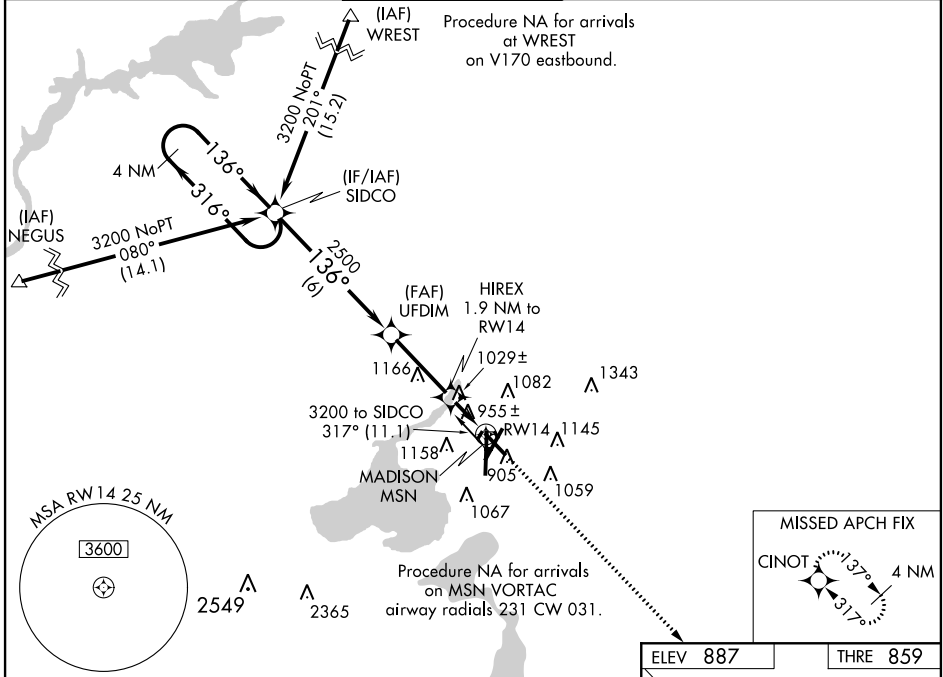 (IAF)
WREST
Procedure NA for arrivals
at WREST
on V170 eastbound.
3200 NoPT
201°
(15.2)
4 NM
136°
316°
(IF/IAF)
SIDCO
(IAF)
NEGUS
3200 NoPT
080°
(14.1)
2500
136°
(6)
(FAF)
UFDIM
HIREX
1.9 NM to
RW14
1029±
1166
1082
1343
3200 to SIDCO
317° (11.1)
955±
RW14
1145
1158
MADISON
MSN
905
1059
1067
MSA RW14 25 NM
3600
2549
2365
Procedure NA for arrivals
on MSN VORTAC
airway radials 231 CW 031.
MISSED APCH FIX
CINOT
137°
4 NM
317°
ELEV 887
THRE 859